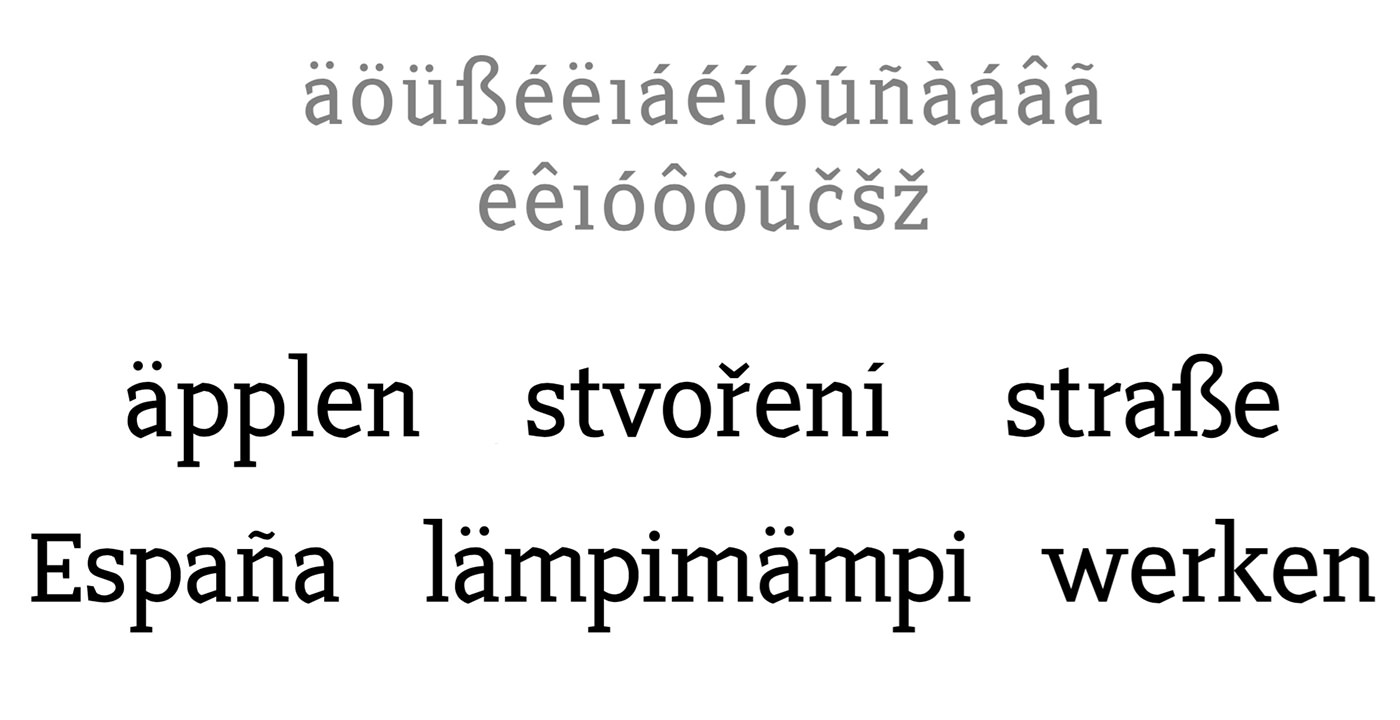 äöüßéëıáéíóúñàáâã
éêıóôõúčšž
äpplen stvoření straße
España lämpimämpi werken